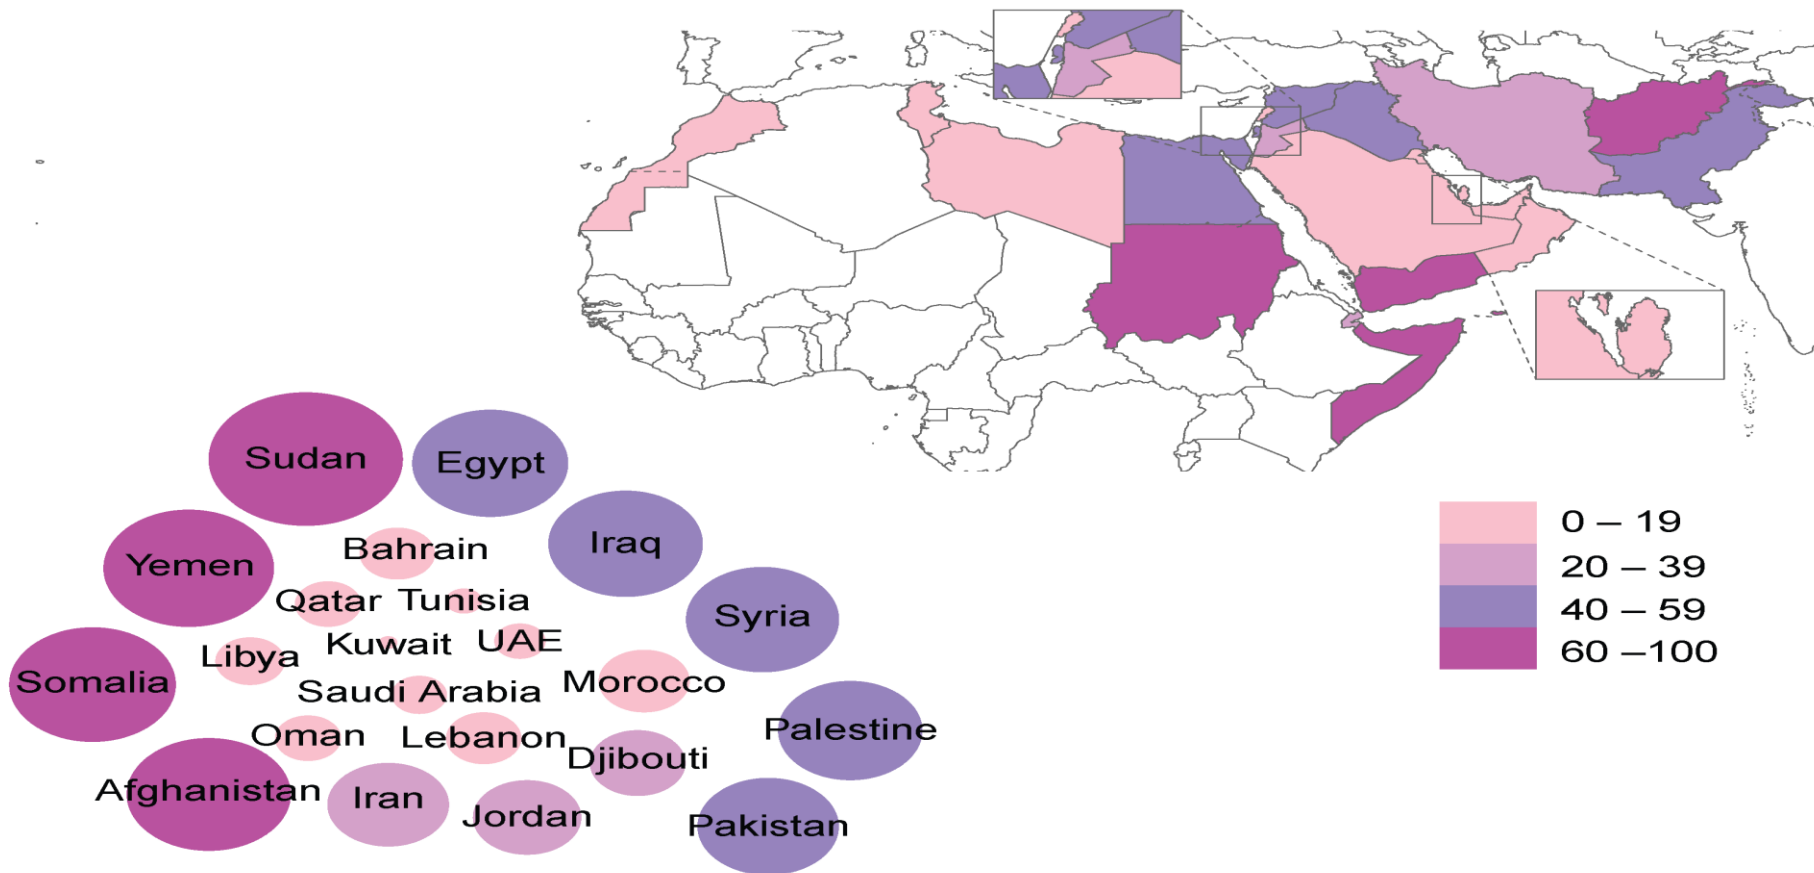 Sudan
Egypt
Iraq
Bahrain
Yemen
Qatar
Tunisia
Syria
Kuwait
UAE
Libya
Somalia
Saudi Arabia
Morocco
Palestine
Oman
Lebanon
Djibouti
Afghanistan
Iran
Jordan
Pakistan
0 – 19
20 – 39
40 – 59
60 –100